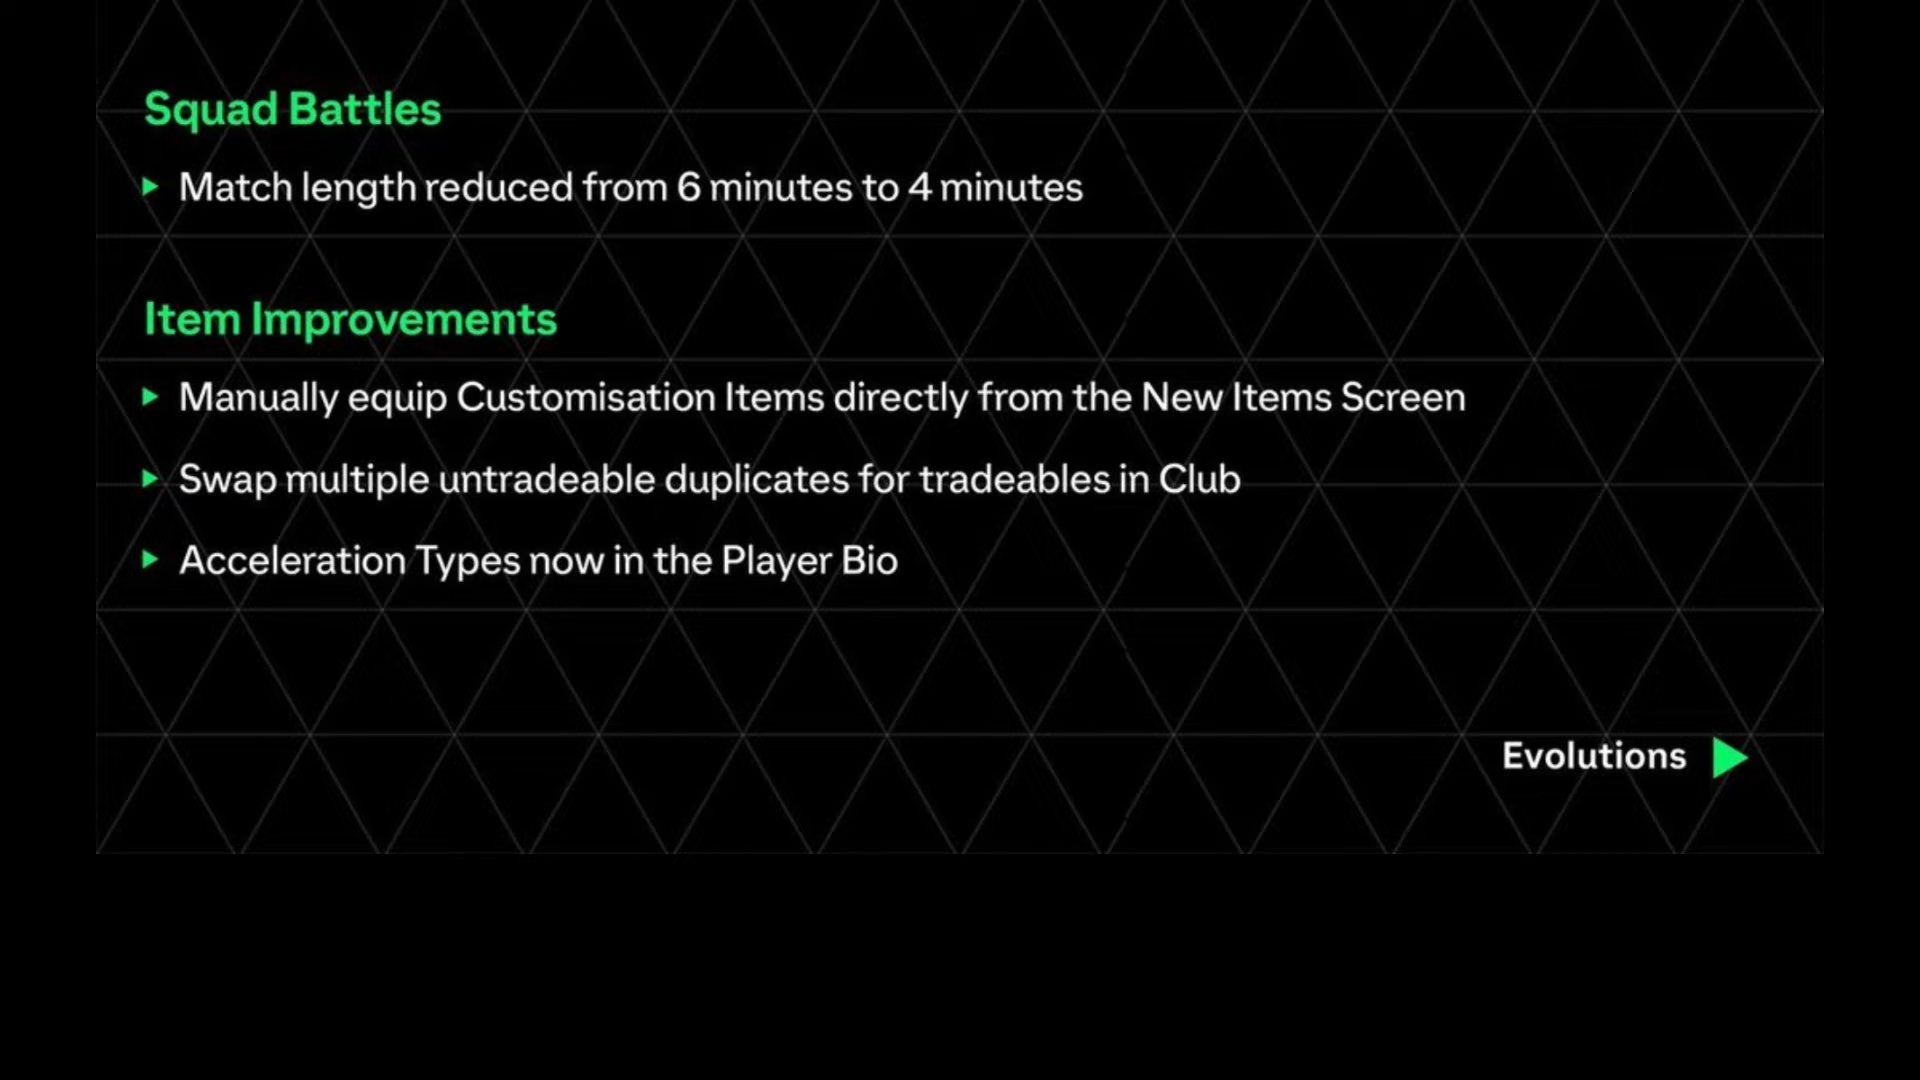 Squad Battles
Match length reduced from 6 minutes to 4 minutes
Item Improvements
Manually equip Customisation Items directly from the New Items Screen
Swap multiple untradeable duplicates for tradeables in Club
Acceleration Types now in the Player Bio
Evolutions